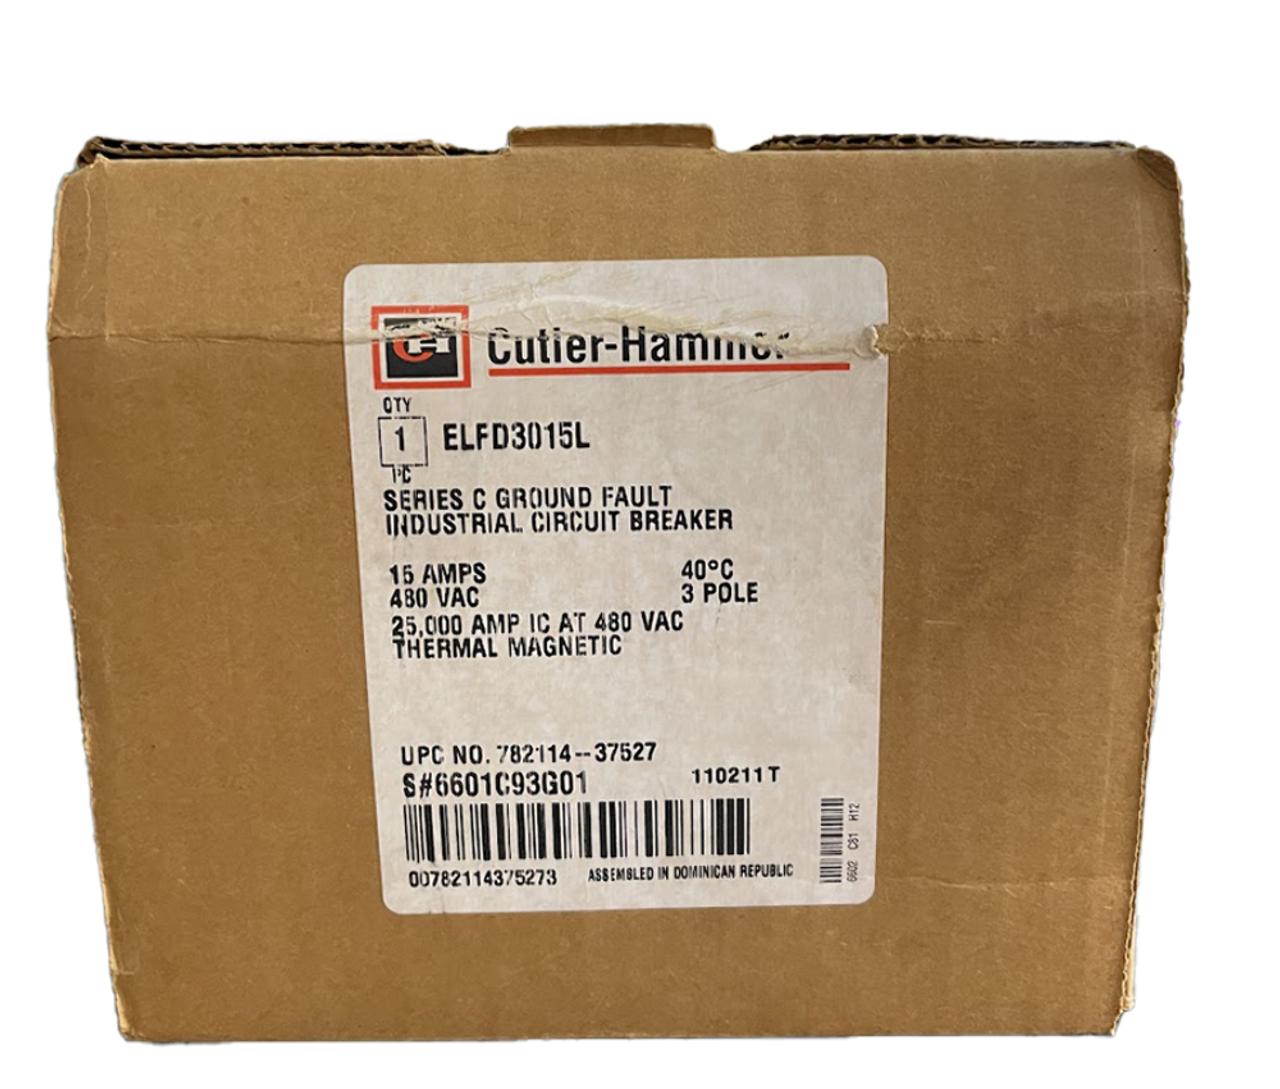 CH Cutler-Hammer
QTY
1 ELFD3015L
PC
SERIES C GROUND FAULT
INDUSTRIAL CIRCUIT BREAKER
15 AMPS 40°C
480 VAC 3 POLE
25,000 AMP IC AT 480 VAC
THERMAL MAGNETIC
UPC NO. 782114--37527
S#6601C93G01 110211T
00782114375273 ASSEMBLED IN DOMINICAN REPUBLIC
6602 C81 H12